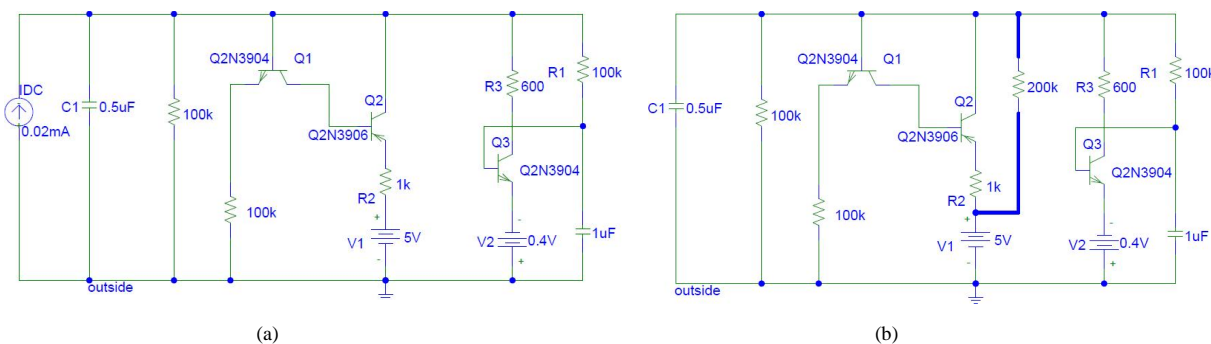 IDC
0.02mA
C1
0.5uF
100k
Q2N3904
Q1
100k
Q2
Q2N3906
1k
R2
V1
+
5V
-
R3
600
R1
100k
Q3
Q2N3904
-
V2
0.4V
+
1uF
outside
(a)
C1
0.5uF
100k
Q2N3904
Q1
100k
Q2
Q2N3906
1k
R2
+
V1
5V
-
200k
R3
600
R1
100k
Q3
Q2N3904
-
V2
0.4V
+
1uF
outside
(b)